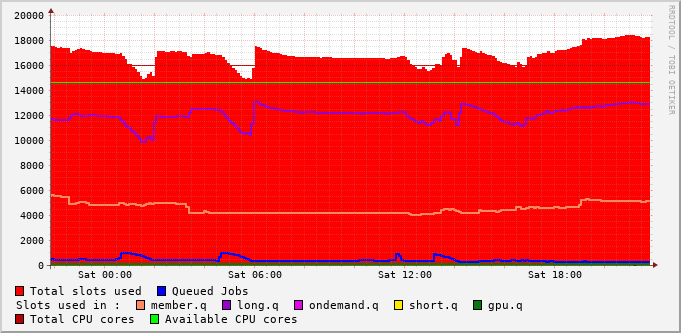 20000
18000
16000
14000
12000
10000
8000
6000
4000
2000
0
Sat 00:00 Sat 06:00 Sat 12:00 Sat 18:00
RRDTOOL / TOBI OETIKER
Total slots used Queued Jobs
Slots used in : member.q long.q ondemand.q short.q gpu.q
Total CPU cores Available CPU cores